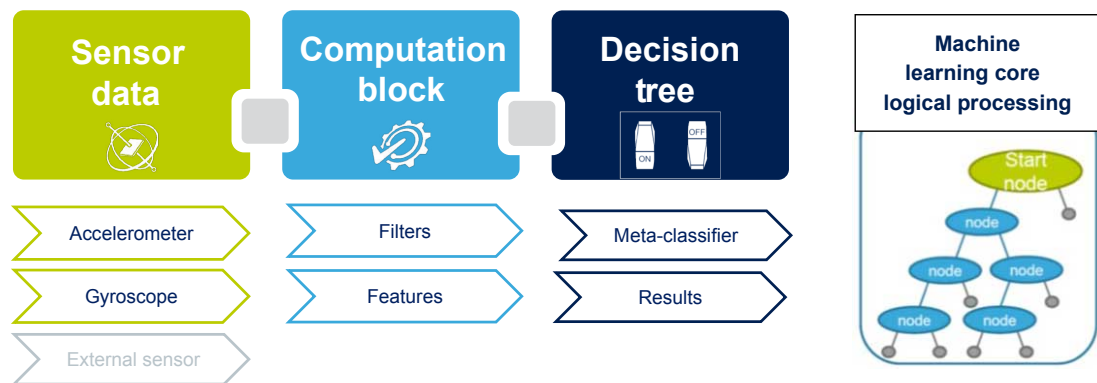 Sensor
data
Computation
block
Decision
tree
ON
OFF
Accelerometer
Gyroscope
External sensor
Filters
Features
Meta-classifier
Results
Machine
learning core
logical processing
Start
node
node
node
node
node
node